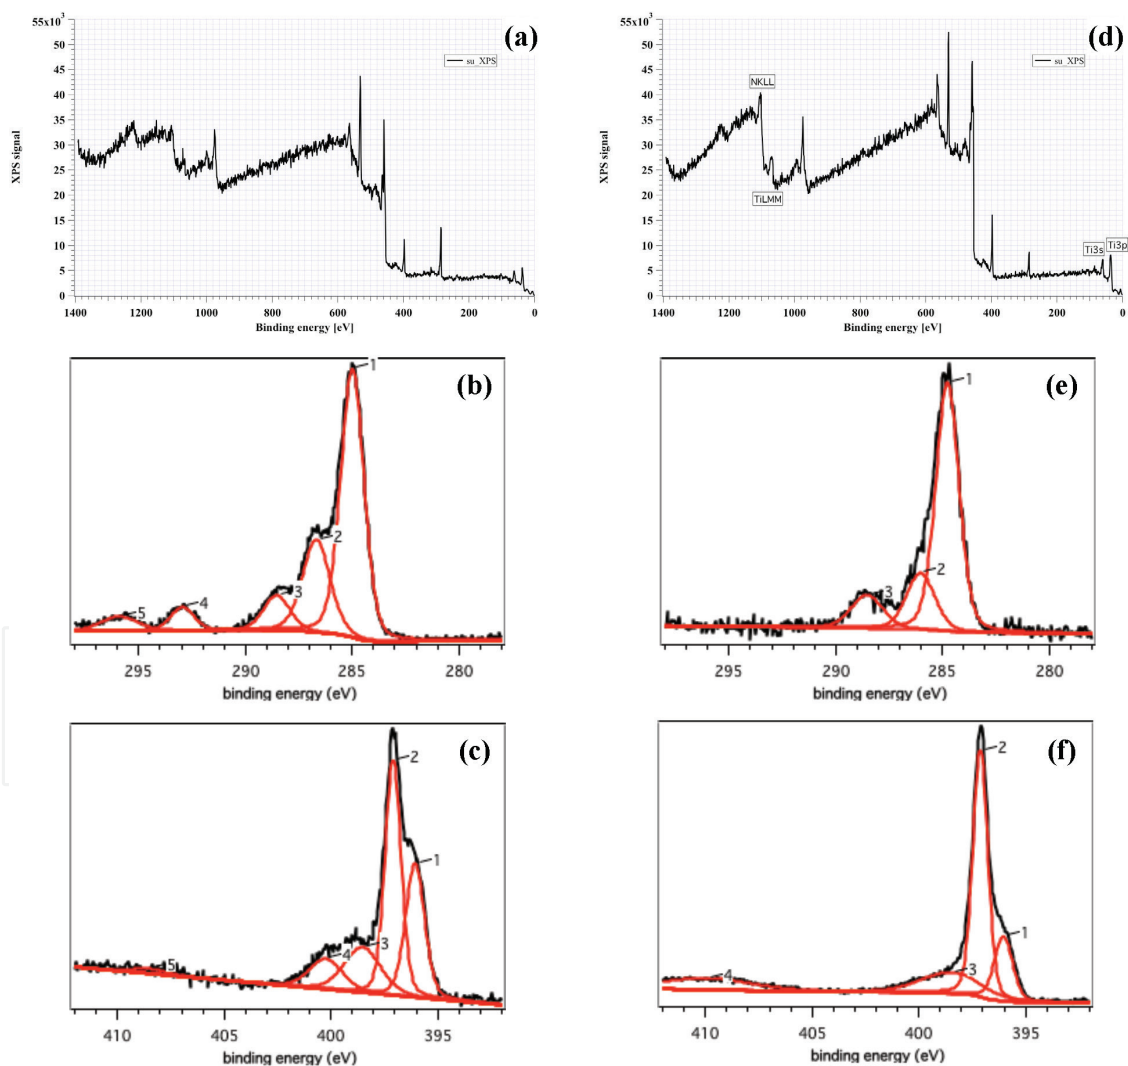 55x10³
50
45
40
35
30
25
20
15
10
5
0
XPS signal
su_XPS
(a)
1400 1200 1000 800 600 400 200 0
Binding energy [eV]
55x10³
50
45
40
35
30
25
20
15
10
5
0
XPS signal
su_XPS
(d)
NKLL
TiLMM
Ti3s
Ti3p
1400 1200 1000 800 600 400 200 0
Binding energy [eV]
(b)
1
2
3
4
5
295 290 285 280
binding energy (eV)
(e)
1
2
3
295 290 285 280
binding energy (eV)
(c)
2
1
3
4
5
410 405 400 395
binding energy (eV)
(f)
2
1
3
4
410 405 400 395
binding energy (eV)